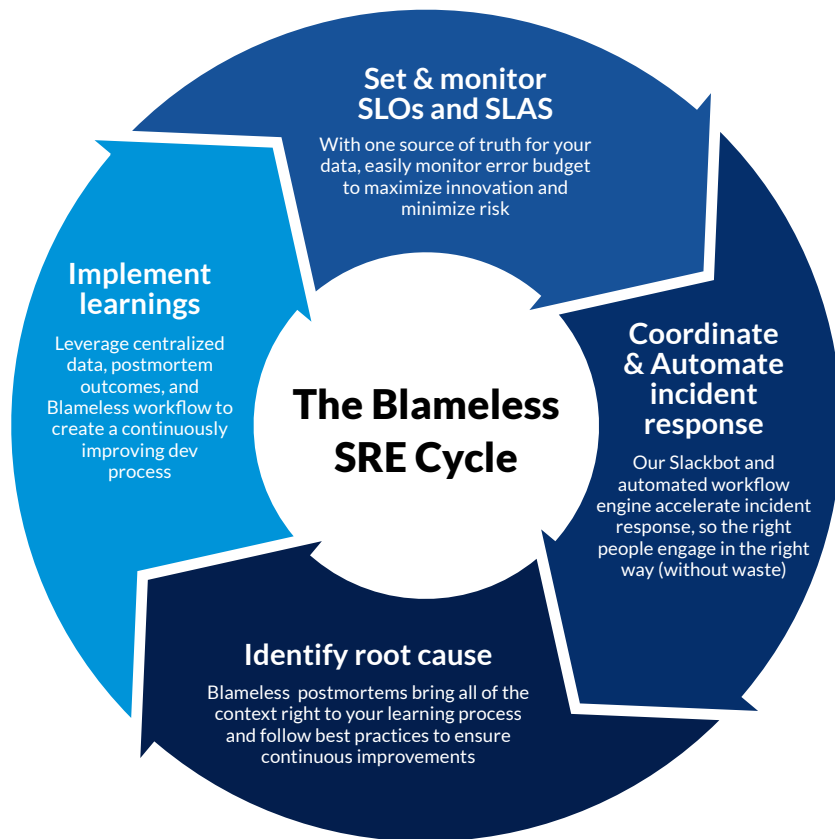 Set & monitor
SLOs and SLAS
With one source of truth for your
data, easily monitor error budget
to maximize innovation and
minimize risk
Coordinate
& Automate
incident
response
Our Slackbot and
automated workflow
engine accelerate incident
response, so the right
people engage in the right
way (without waste)
Identify root cause
Blameless  postmortems bring all of the
context right to your learning process
and follow best practices to ensure
continuous improvements
Implement
learnings
Leverage centralized
data, postmortem
outcomes, and
Blameless workflow to
create a continuously
improving dev
process
The Blameless
SRE Cycle